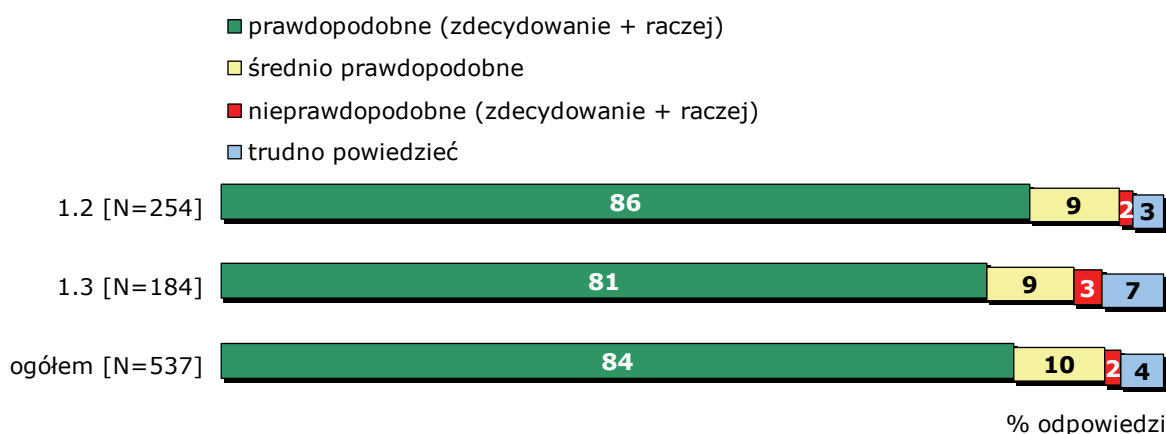 prawdopodobne (zdecydowanie + raczej)
średnio prawdopodobne
nieprawdopodobne (zdecydowanie + raczej)
trudno powiedzieć
1.2 [N=254] 86 9 2 3
1.3 [N=184] 81 9 3 7
ogółem [N=537] 84 10 2 4
% odpowiedzi